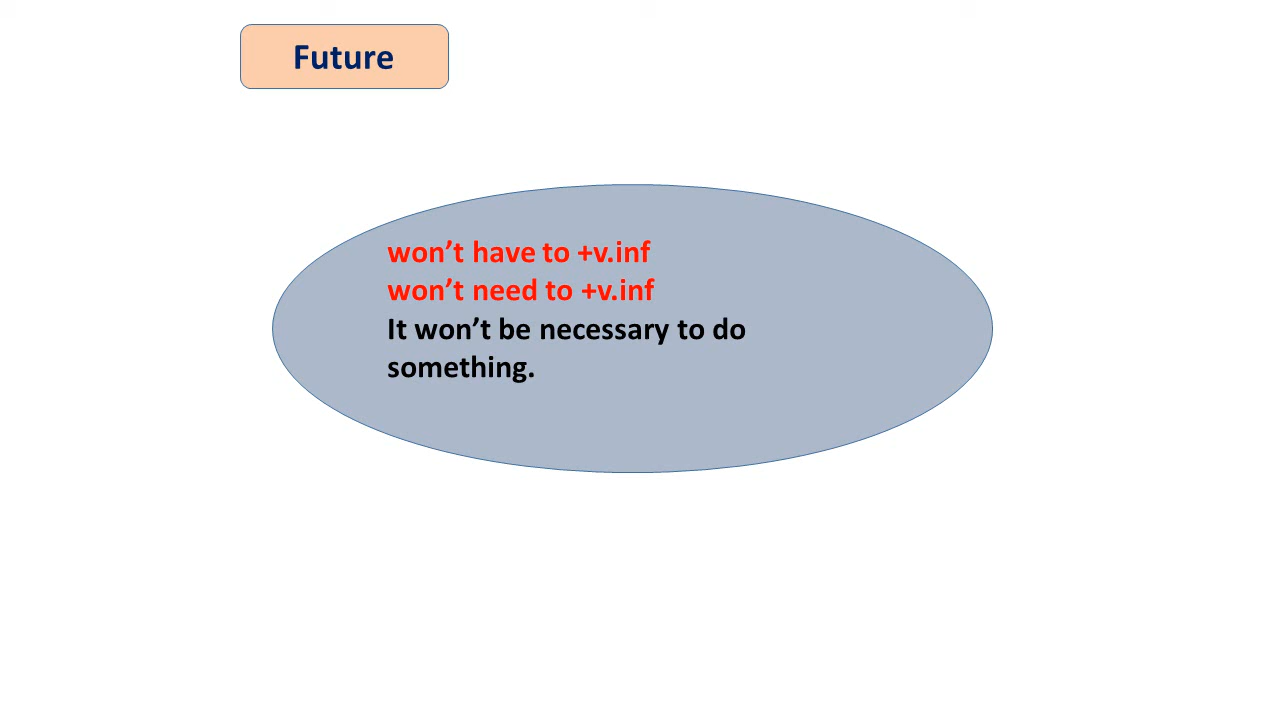 Future
won’t have to +v.inf
won’t need to +v.inf
It won’t be necessary to do
something.